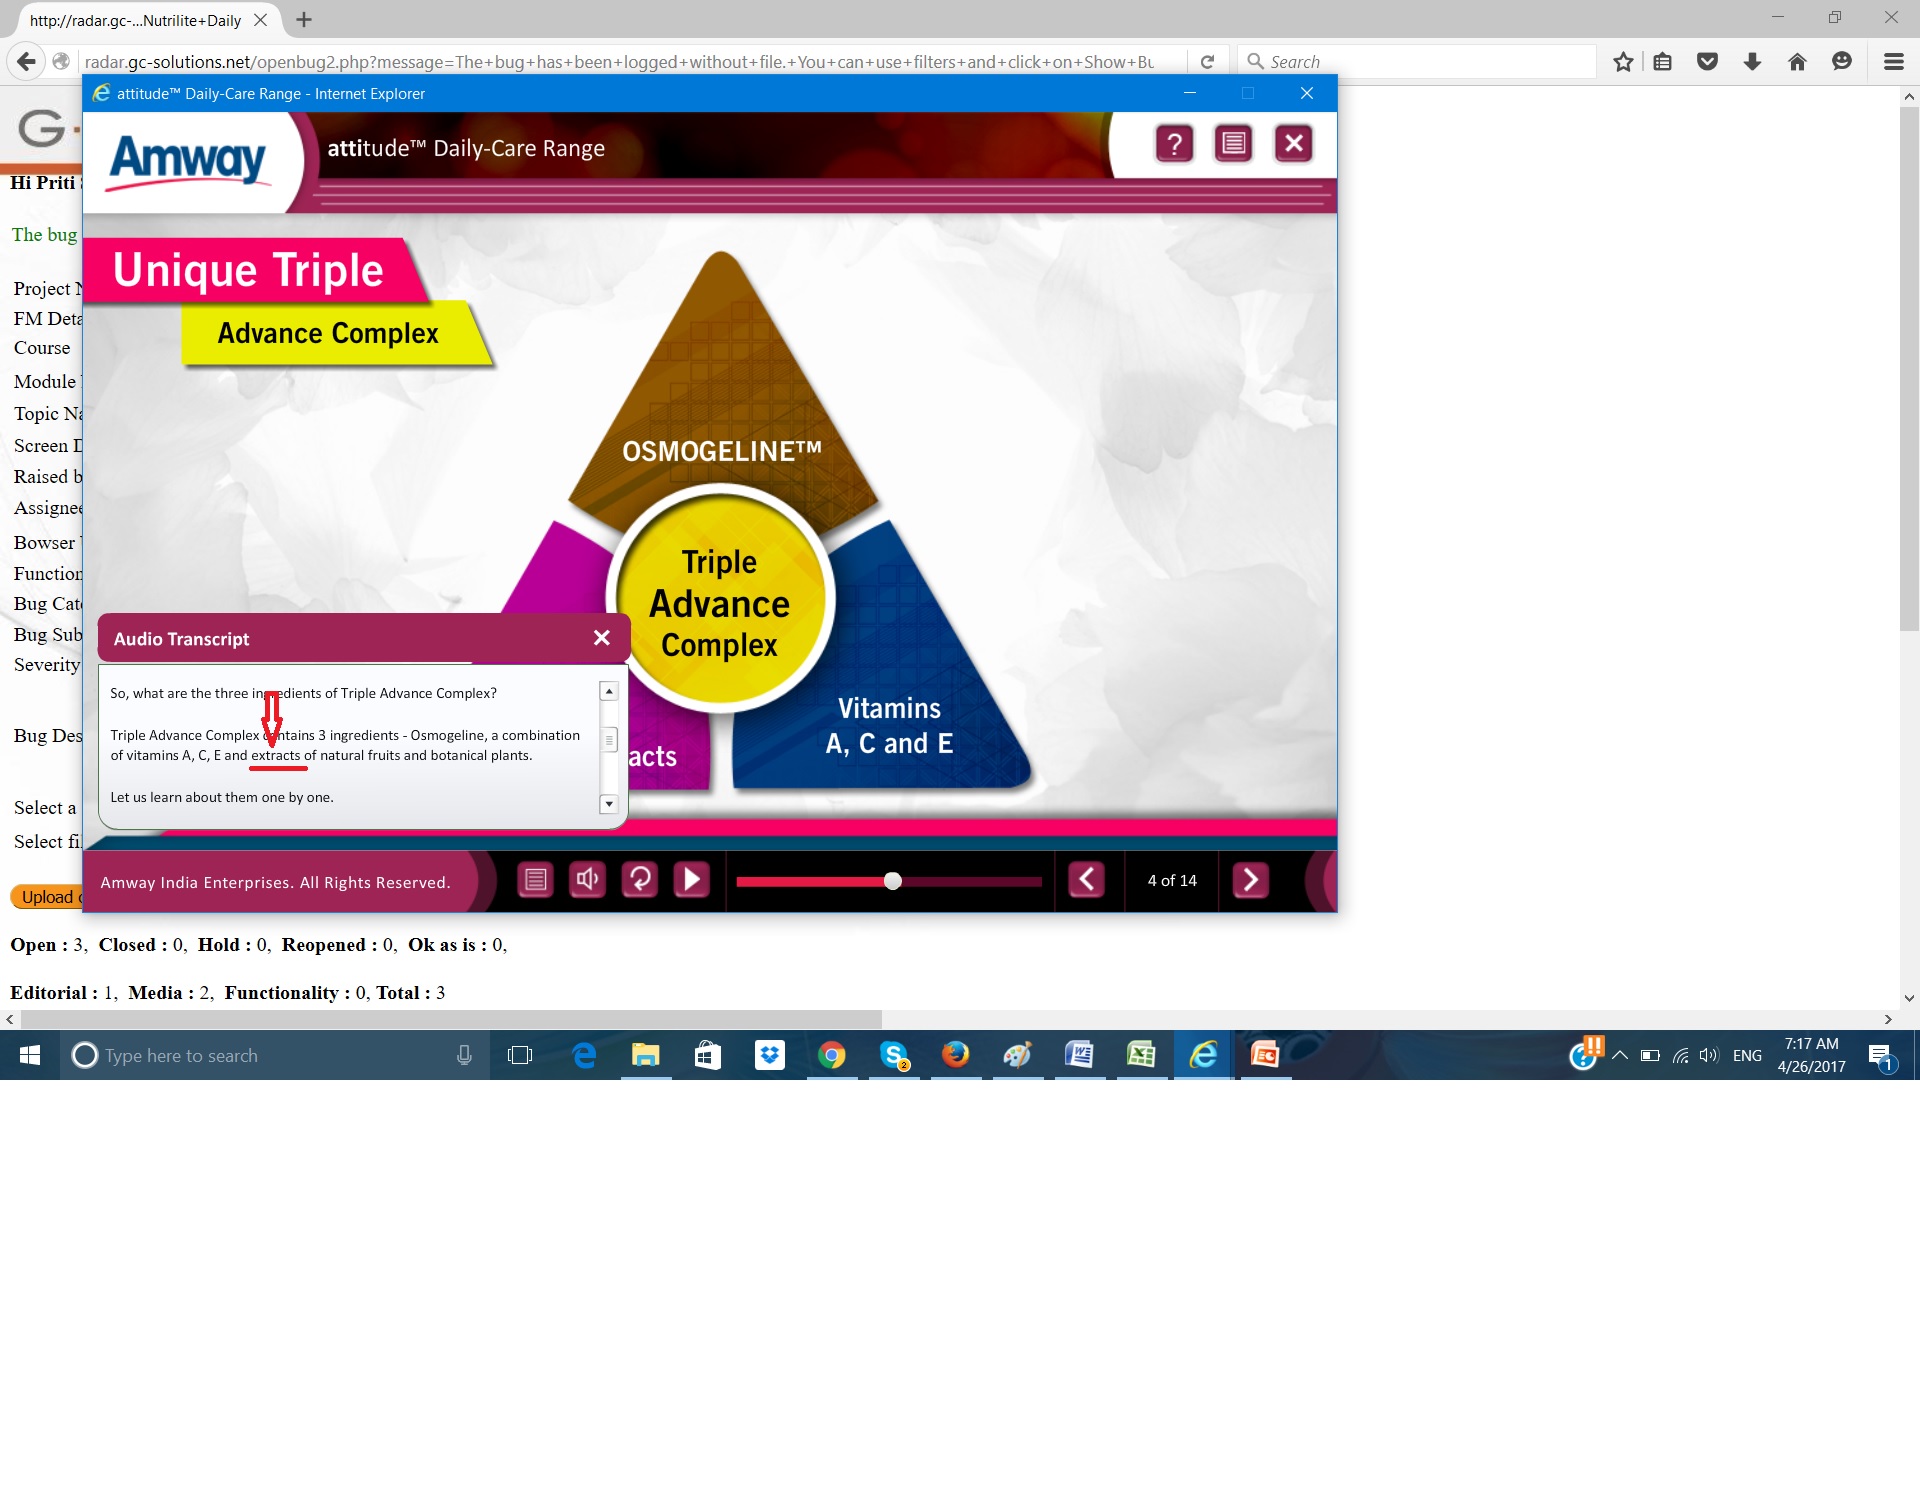 http://radar.gc-...Nutrilite+Daily
radar.gc-solutions.net/openbug2.php?message=The+bug+has+been+logged+without+file.+You+can+use+filters+and+click+on+Show+Bu
Search
attitude™ Daily-Care Range - Internet Explorer
G
Amway
attitude™ Daily-Care Range
?
Hi Priti
The bug
Unique Triple
Advance Complex
Project N
FM Deta
Course
Module
Topic Na
Screen D
Raised b
Assignee
Bowser
Function
Bug Cat
Bug Sub
Severity
Bug Des
Select a
Select fil
Upload
OSMOGELINE™
Triple
Advance
Complex
Vitamins
A, C and E
acts
Audio Transcript
So, what are the three ingredients of Triple Advance Complex?
Triple Advance Complex contains 3 ingredients - Osmogeline, a combination
of vitamins A, C, E and extracts of natural fruits and botanical plants.
Let us learn about them one by one.
Amway India Enterprises. All Rights Reserved.
4 of 14
Open : 3, Closed : 0, Hold : 0, Reopened : 0, Ok as is : 0,
Editorial : 1, Media : 2, Functionality : 0, Total : 3
Type here to search
2
ENG
7:17 AM
4/26/2017
1